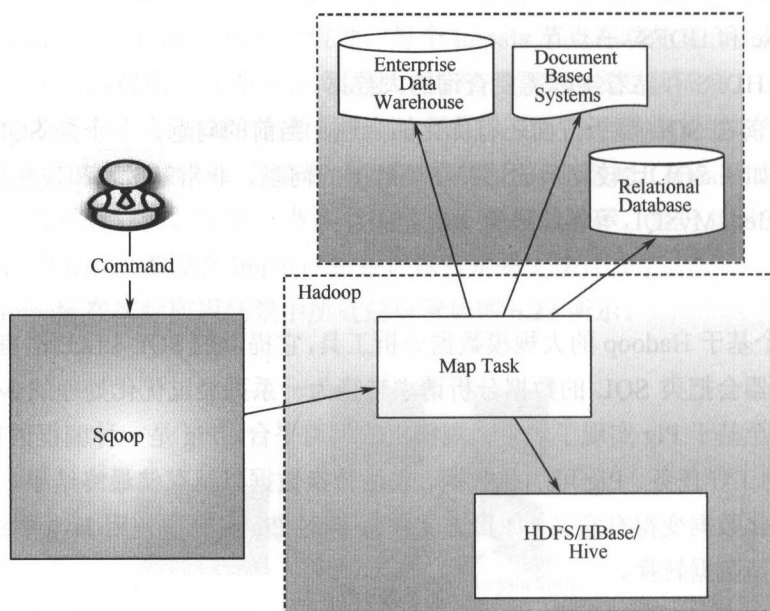 Enterprise
Data
Warehouse
Document
Based
Systems
Relational
Database
Command
Hadoop
Map Task
Sqoop
HDFS/HBase/
Hive